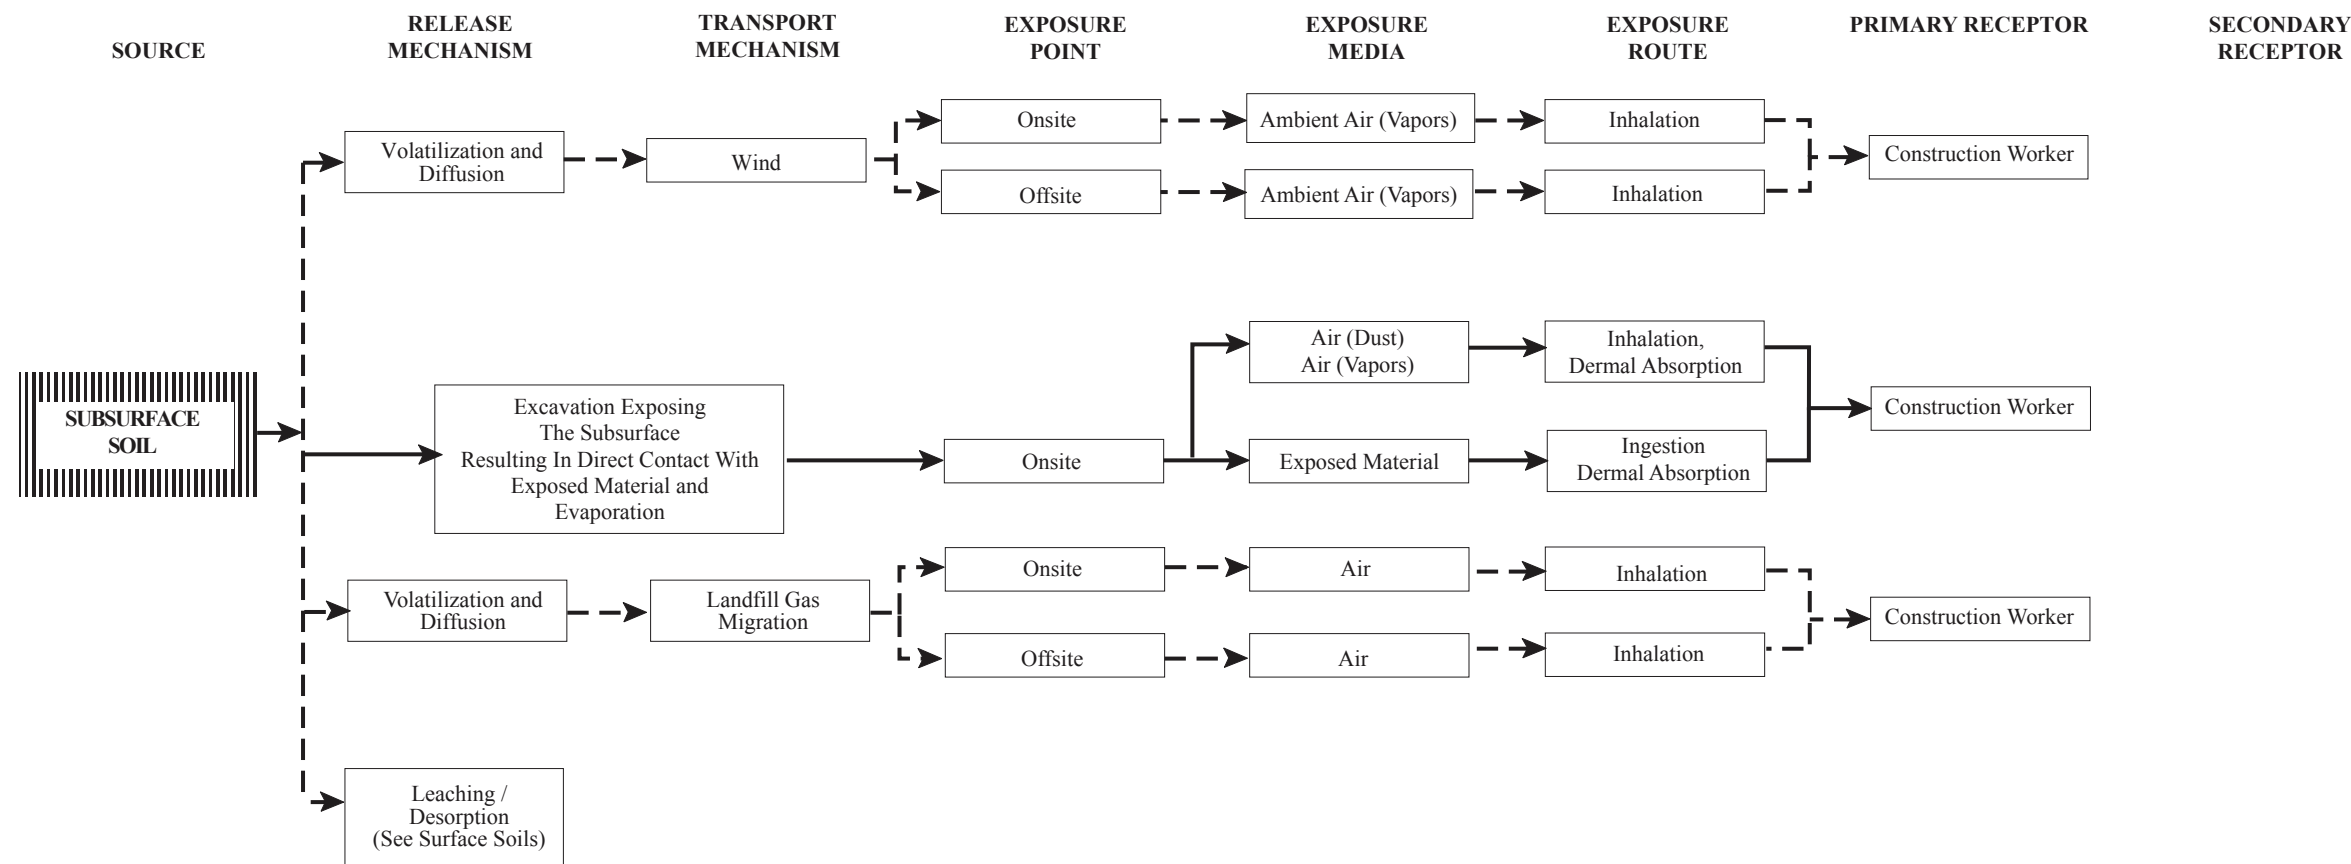 SOURCE
RELEASE
MECHANISM
TRANSPORT
MECHANISM
EXPOSURE
POINT
EXPOSURE
MEDIA
EXPOSURE
ROUTE
PRIMARY RECEPTOR
SECONDARY
RECEPTOR
SUBSURFACE
SOIL
Volatilization and
Diffusion
Wind
Onsite
Ambient Air (Vapors)
Inhalation
Offsite
Ambient Air (Vapors)
Inhalation
Construction Worker
Excavation Exposing
The Subsurface
Resulting In Direct Contact With
Exposed Material and
Evaporation
Onsite
Air (Dust)
Air (Vapors)
Inhalation,
Dermal Absorption
Exposed Material
Ingestion
Dermal Absorption
Construction Worker
Volatilization and
Diffusion
Landfill Gas
Migration
Onsite
Air
Inhalation
Offsite
Air
Inhalation
Construction Worker
Leaching /
Desorption
(See Surface Soils)